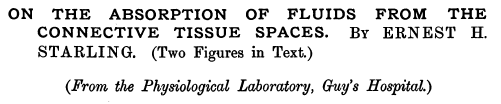 ON THE ABSORPTION OF FLUIDS FROM THE
CONNECTIVE TISSUE SPACES. BY ERNEST H.
STARLING. (Two Figures in Text.)
(From the Physiological Laboratory, Guy's Hospital.)